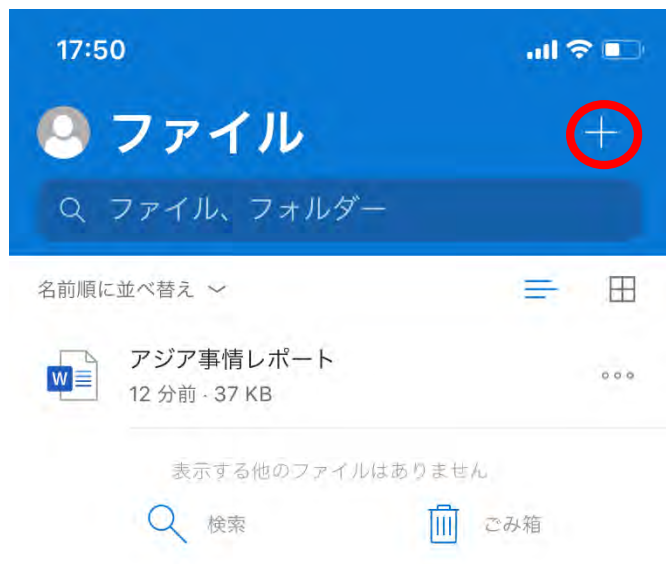 17:50
ファイル
ファイル、フォルダー
名前順に並べ替え
アジア事情レポート
W
12 分前 · 37 KB
表示する他のファイルはありません
検索
ごみ箱